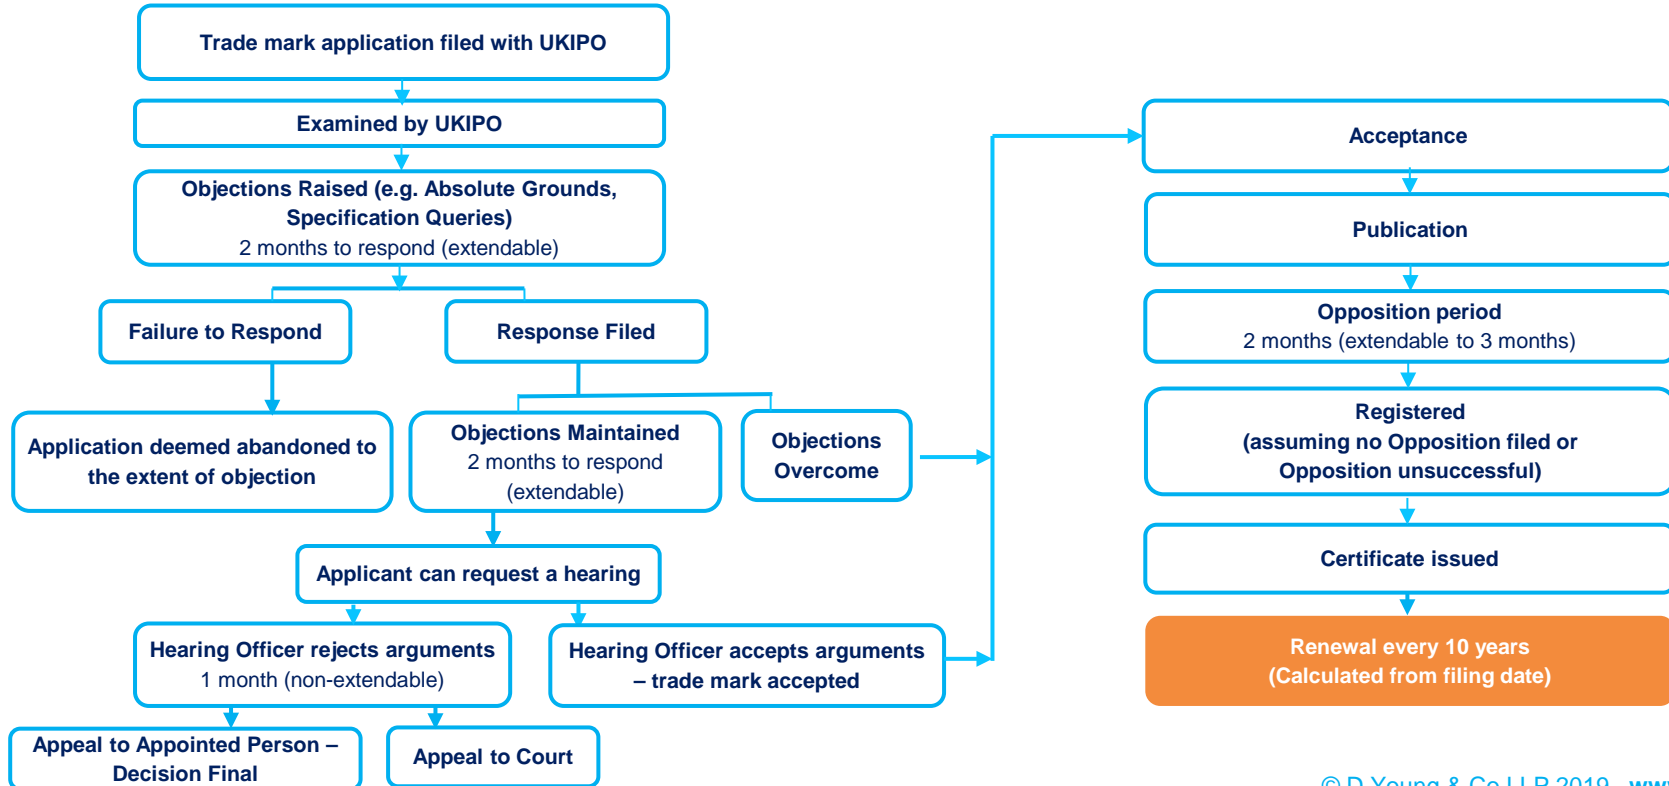 Trade mark application filed with UKIPO
Examined by UKIPO
Objections Raised (e.g. Absolute Grounds,
Specification Queries)
2 months to respond (extendable)
Failure to Respond
Response Filed
Application deemed abandoned to
the extent of objection
Objections Maintained
2 months to respond
(extendable)
Objections
Overcome
Applicant can request a hearing
Hearing Officer rejects arguments
1 month (non-extendable)
Hearing Officer accepts arguments
– trade mark accepted
Appeal to Appointed Person –
Decision Final
Appeal to Court
Acceptance
Publication
Opposition period
2 months (extendable to 3 months)
Registered
(assuming no Opposition filed or
Opposition unsuccessful)
Certificate issued
Renewal every 10 years
(Calculated from filing date)
© D Young & Co LLP 2019